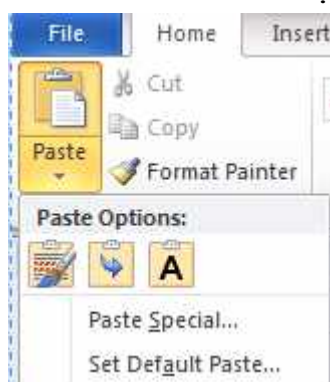 File Home Insert
Cut
Copy
Paste
Format Painter
Paste Options:
A
Paste Special...
Set Default Paste...